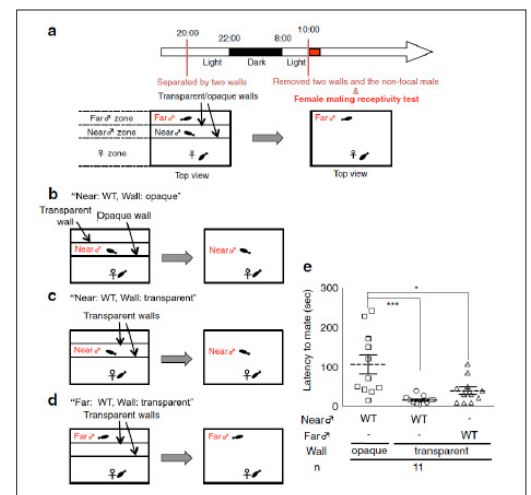 a
20:00
22:00
8:00
10:00
Light
Dark
Light
Separated by two walls
Removed two walls and the non-focal male
&
Female mating receptivity test
Transparent/opaque walls
Far♂ zone
Far♂
Far♂
Near♂ zone
Near♂
♀ zone
♀
♀
Top view
Top view
b
"Near: WT, Wall: opaque"
Transparent
wall
Opaque wall
Near♂
Near♂
♀
♀
c
"Near: WT, Wall: transparent"
Transparent walls
Near♂
Near♂
♀
♀
d
"Far: WT, Wall: transparent"
Transparent walls
Far♂
Far♂
♀
♀
e
Latency to mate (sec)
300
200
100
0
*
***
Near♂ WT WT -
Far♂ - - WT
Wall opaque transparent
n 11